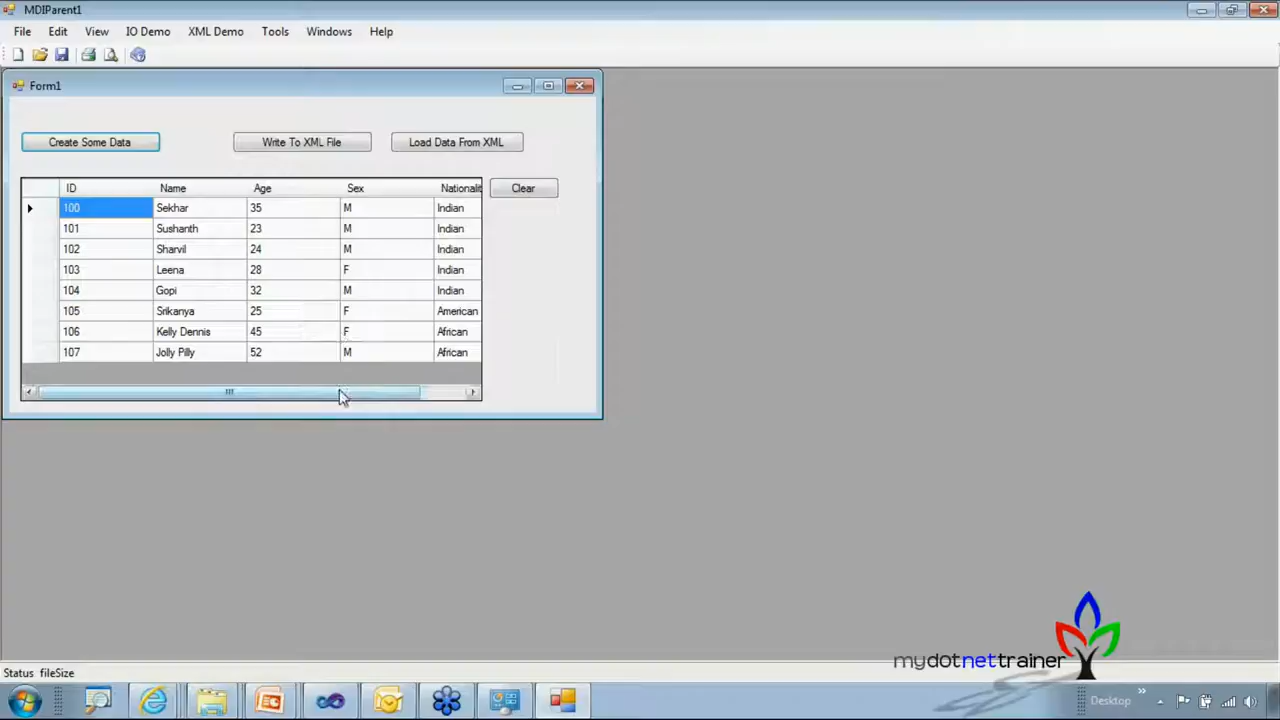 MDIParent1
File Edit View IO Demo XML Demo Tools Windows Help
Form1
Create Some Data Write To XML File Load Data From XML
ID Name Age Sex Nationalit Clear
100 Sekhar 35 M Indian
101 Sushanth 23 M Indian
102 Sharvil 24 M Indian
103 Leena 28 F Indian
104 Gopi 32 M Indian
105 Srikanya 25 F American
106 Kelly Dennis 45 F African
107 Jolly Pilly 52 M African
mydotnettrainer
Status fileSize
Desktop